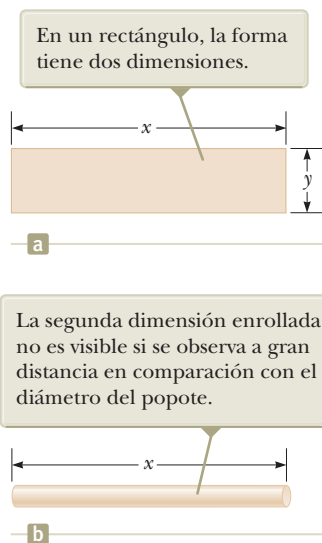 En un rectángulo, la forma
tiene dos dimensiones.
x
y
a
La segunda dimensión enrollada
no es visible si se observa a gran
distancia en comparación con el
diámetro del popote.
x
b